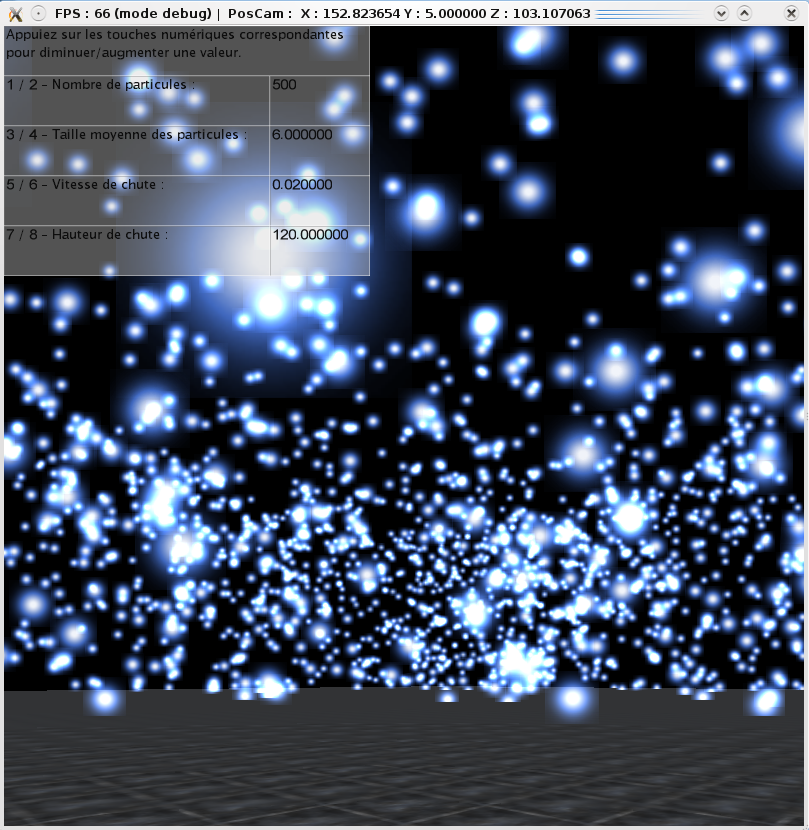 FPS : 66 (mode debug) | PosCam : X : 152.823654 Y : 5.000000 Z : 103.107063
Appuiez sur les touches numériques correspondantes
pour diminuer/augmenter une valeur.
1 / 2 - Nombre de particules : 500
3 / 4 - Taille moyenne des particules : 6.000000
5 / 6 - Vitesse de chute : 0.020000
7 / 8 - Hauteur de chute : 120.000000